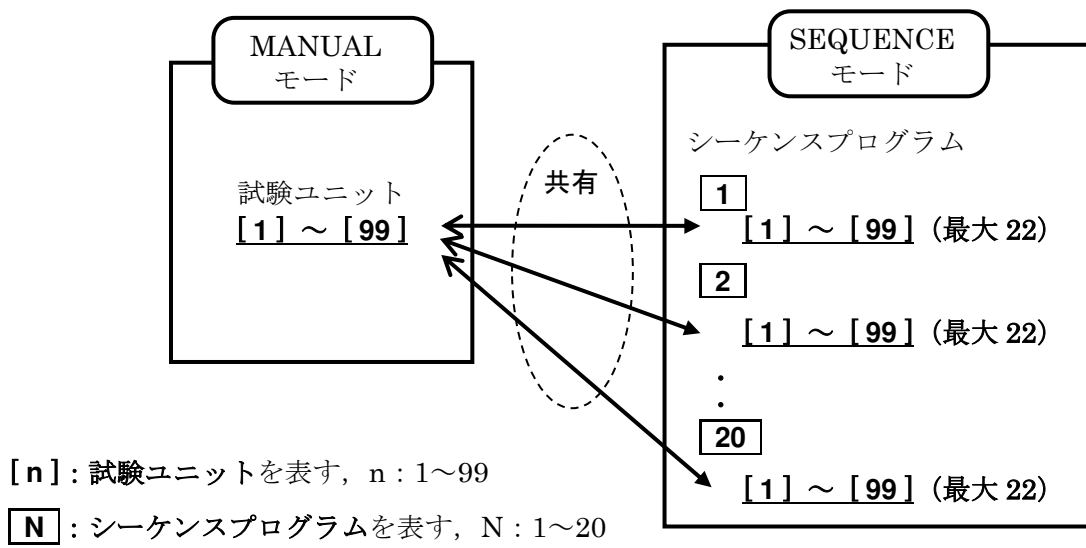 MANUAL
モード
試験ユニット
[1] ～ [99]
共有
SEQUENCE
モード
シーケンスプログラム
1
[1] ～ [99] (最大 22)
2
[1] ～ [99] (最大 22)
・
・
20
[1] ～ [99] (最大 22)
[n]：試験ユニットを表す，n：1～99
N：シーケンスプログラムを表す，N：1～20